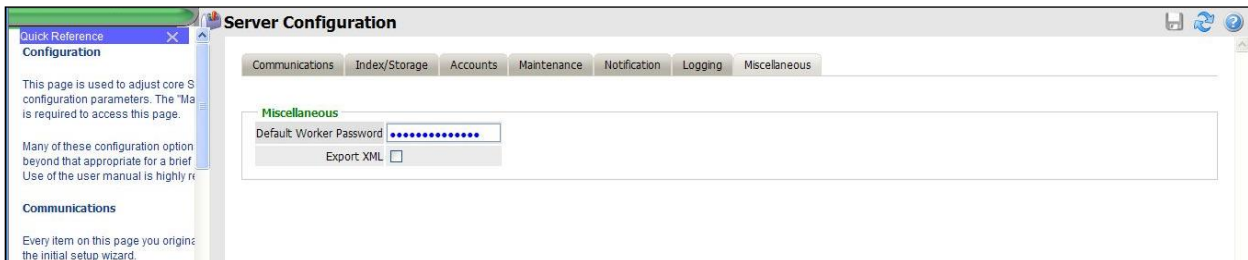 Quick Reference
Configuration
This page is used to adjust core S
configuration parameters. The "Ma
is required to access this page.
Many of these configuration option
beyond that appropriate for a brief
Use of the user manual is highly re
Communications
Every item on this page you origina
the initial setup wizard.
Server Configuration
Communications Index/Storage Accounts Maintenance Notification Logging Miscellaneous
Miscellaneous
Default Worker Password ••••••••••••••
Export XML